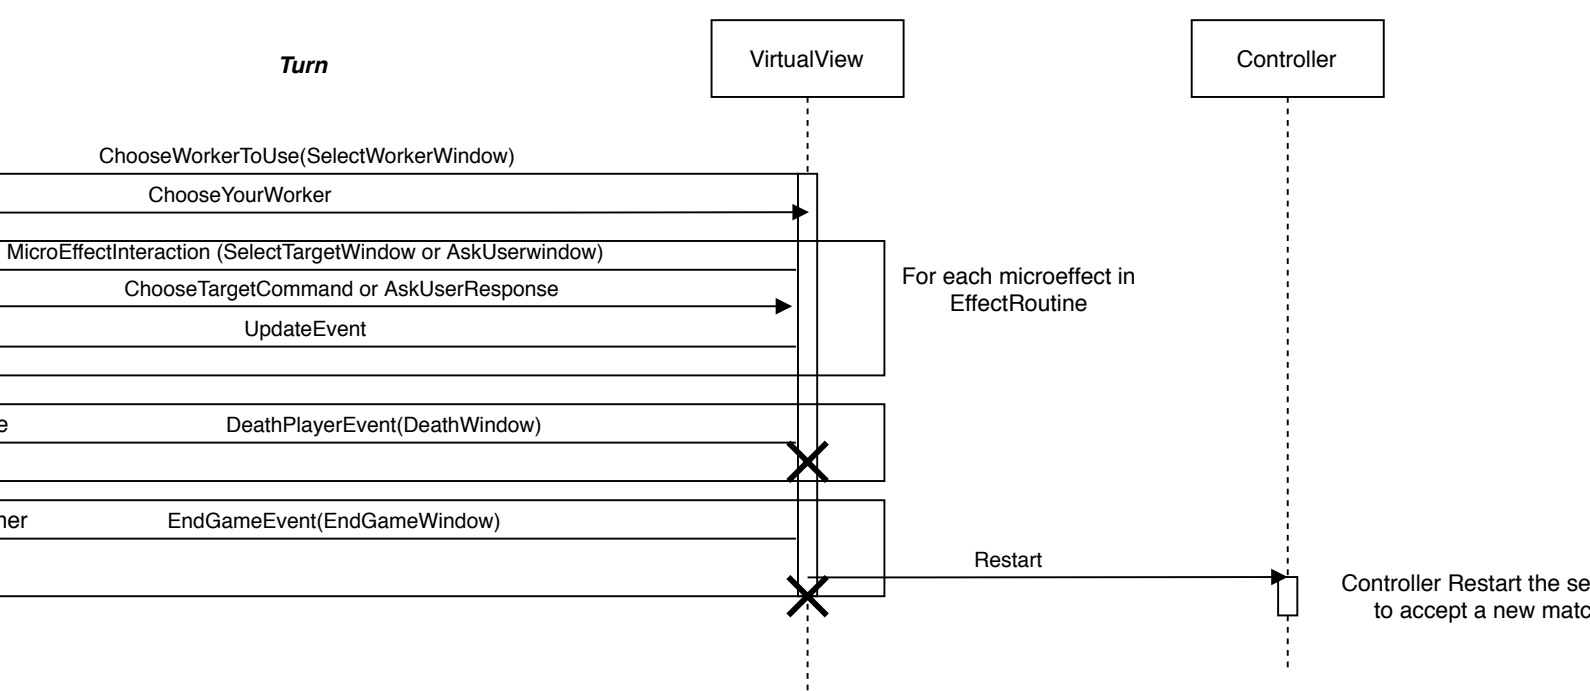 Turn
VirtualView
Controller
ChooseWorkerToUse(SelectWorkerWindow)
ChooseYourWorker
MicroEffectInteraction (SelectTargetWindow or AskUserwindow)
ChooseTargetCommand or AskUserResponse
UpdateEvent
For each microeffect in
EffectRoutine
DeathPlayerEvent(DeathWindow)
EndGameEvent(EndGameWindow)
Restart
Controller Restart the
to accept a new